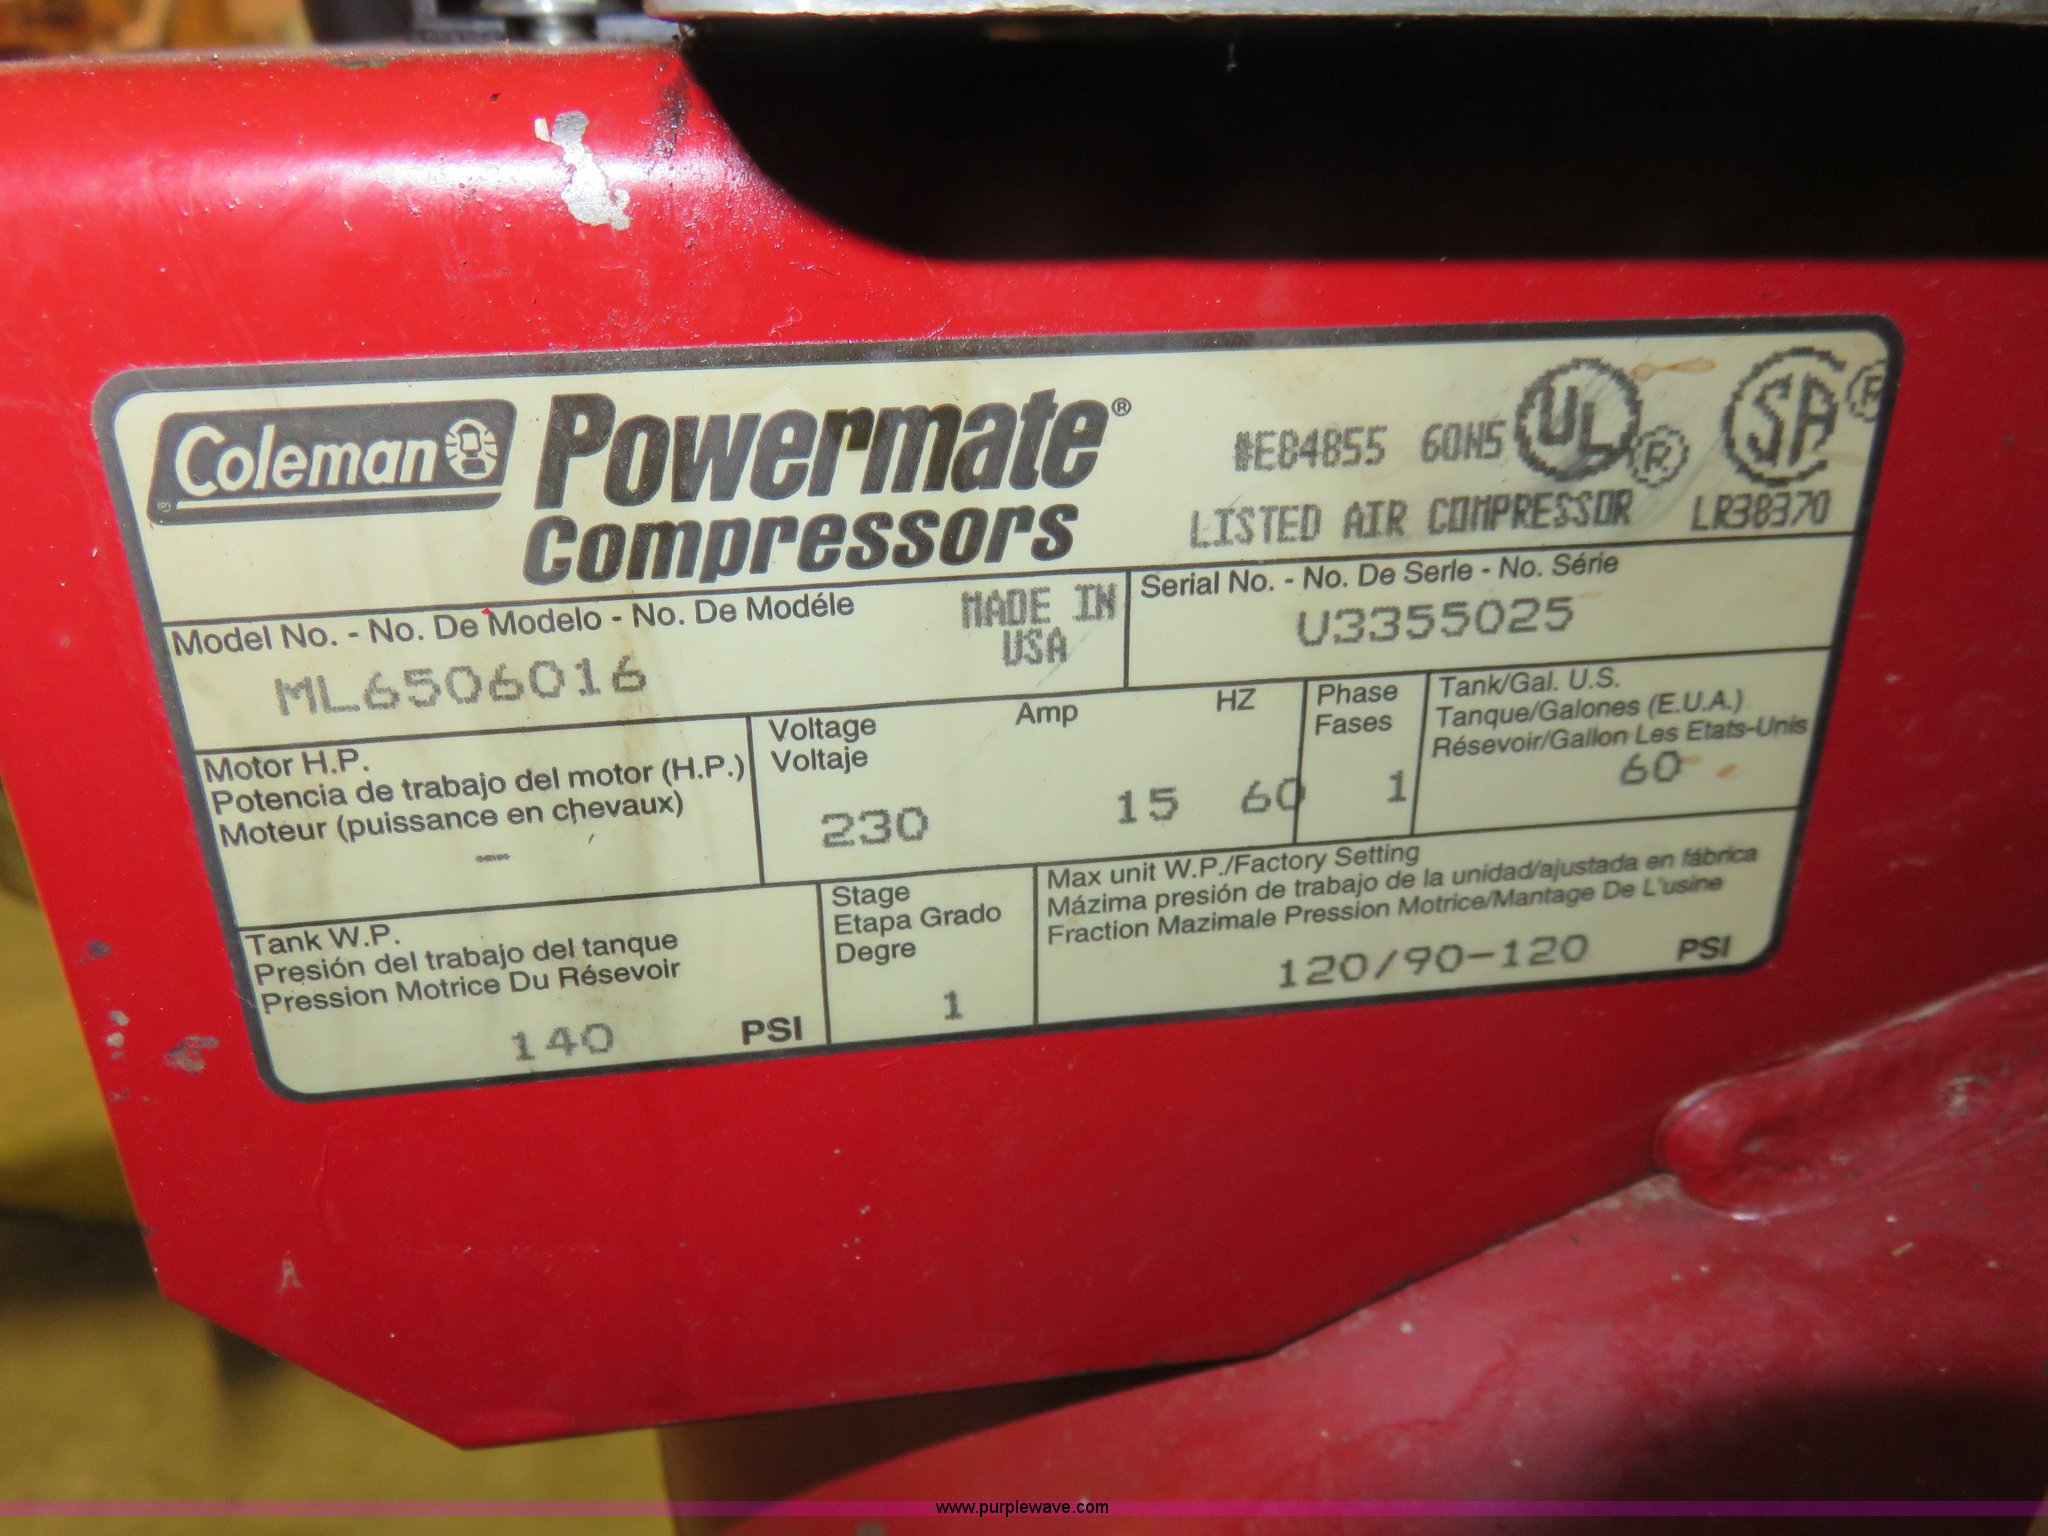 Coleman ®
Powermate®
compressors
#E84855 60N5 UL ® SA ®
LISTED AIR COMPRESSOR LR38370
Model No. - No. De Modelo - No. De Modéle
MADE IN
USA
ML6506016
Serial No. - No. De Serle - No. Série
U3355025
Motor H.P.
Potencia de trabajo del motor (H.P.)
Moteur (puissance en chevaux)
-
Voltage
Voltaje
230
Amp
15
HZ
60
Phase
Fases
1
Tank/Gal. U.S.
Tanque/Galones (E.U.A.)
Résevoir/Gallon Les Etats-Unis
60
Tank W.P.
Presión del trabajo del tanque
Pression Motrice Du Résevoir
140 PSI
Stage
Etapa Grado
Degre
1
Max unit W.P./Factory Setting
Mázima presión de trabajo de la unidad/ajustada en fábrica
Fraction Mazimale Pression Motrice/Mantage De L'usine
120/90-120 PSI
www.purplewave.com